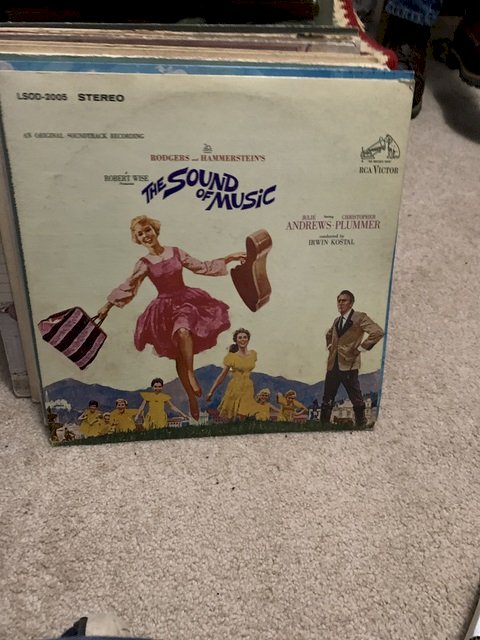 LSOD-2005 STEREO
AN ORIGINAL SOUNDTRACK RECORDING
RODGERS and HAMMERSTEIN'S
ROBERT WISE
THE SOUND
OF MUSIC
RCA VICTOR
JULIE Starring CHRISTOPHER
ANDREWS · PLUMMER
conducted by
IRWIN KOSTAL